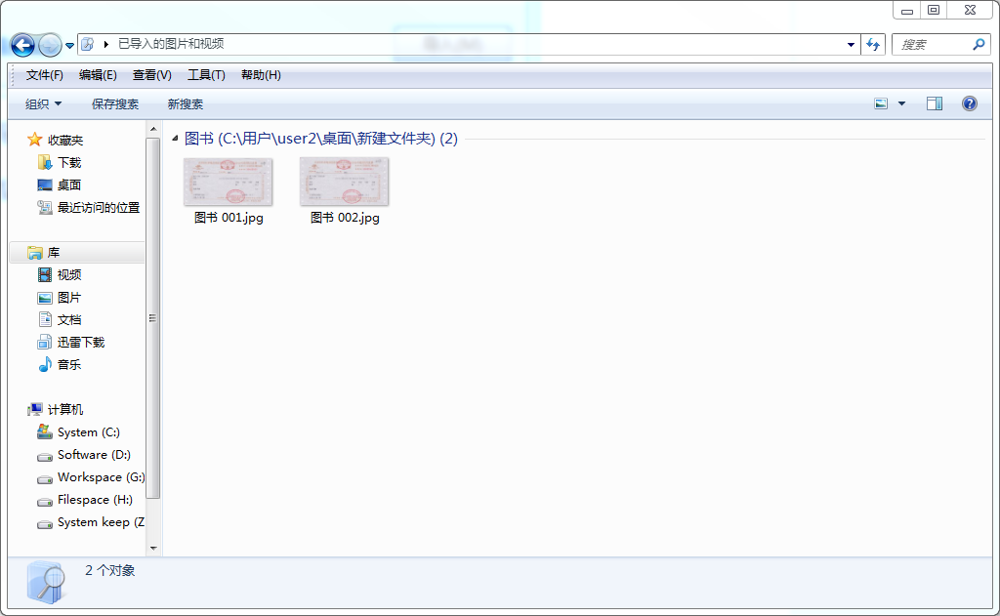 已导入的图片和视频
搜索
文件(F) 编辑(E) 查看(V) 工具(T) 帮助(H)
组织 保存搜索 新搜索
收藏夹
下载
桌面
最近访问的位置
库
视频
图片
文档
迅雷下载
音乐
计算机
System (C:)
Software (D:)
Workspace (G:)
Filespace (H:)
System keep (Z
图书 (C:\用户\user2\桌面\新建文件夹) (2)
图书 001.jpg
图书 002.jpg
2 个对象